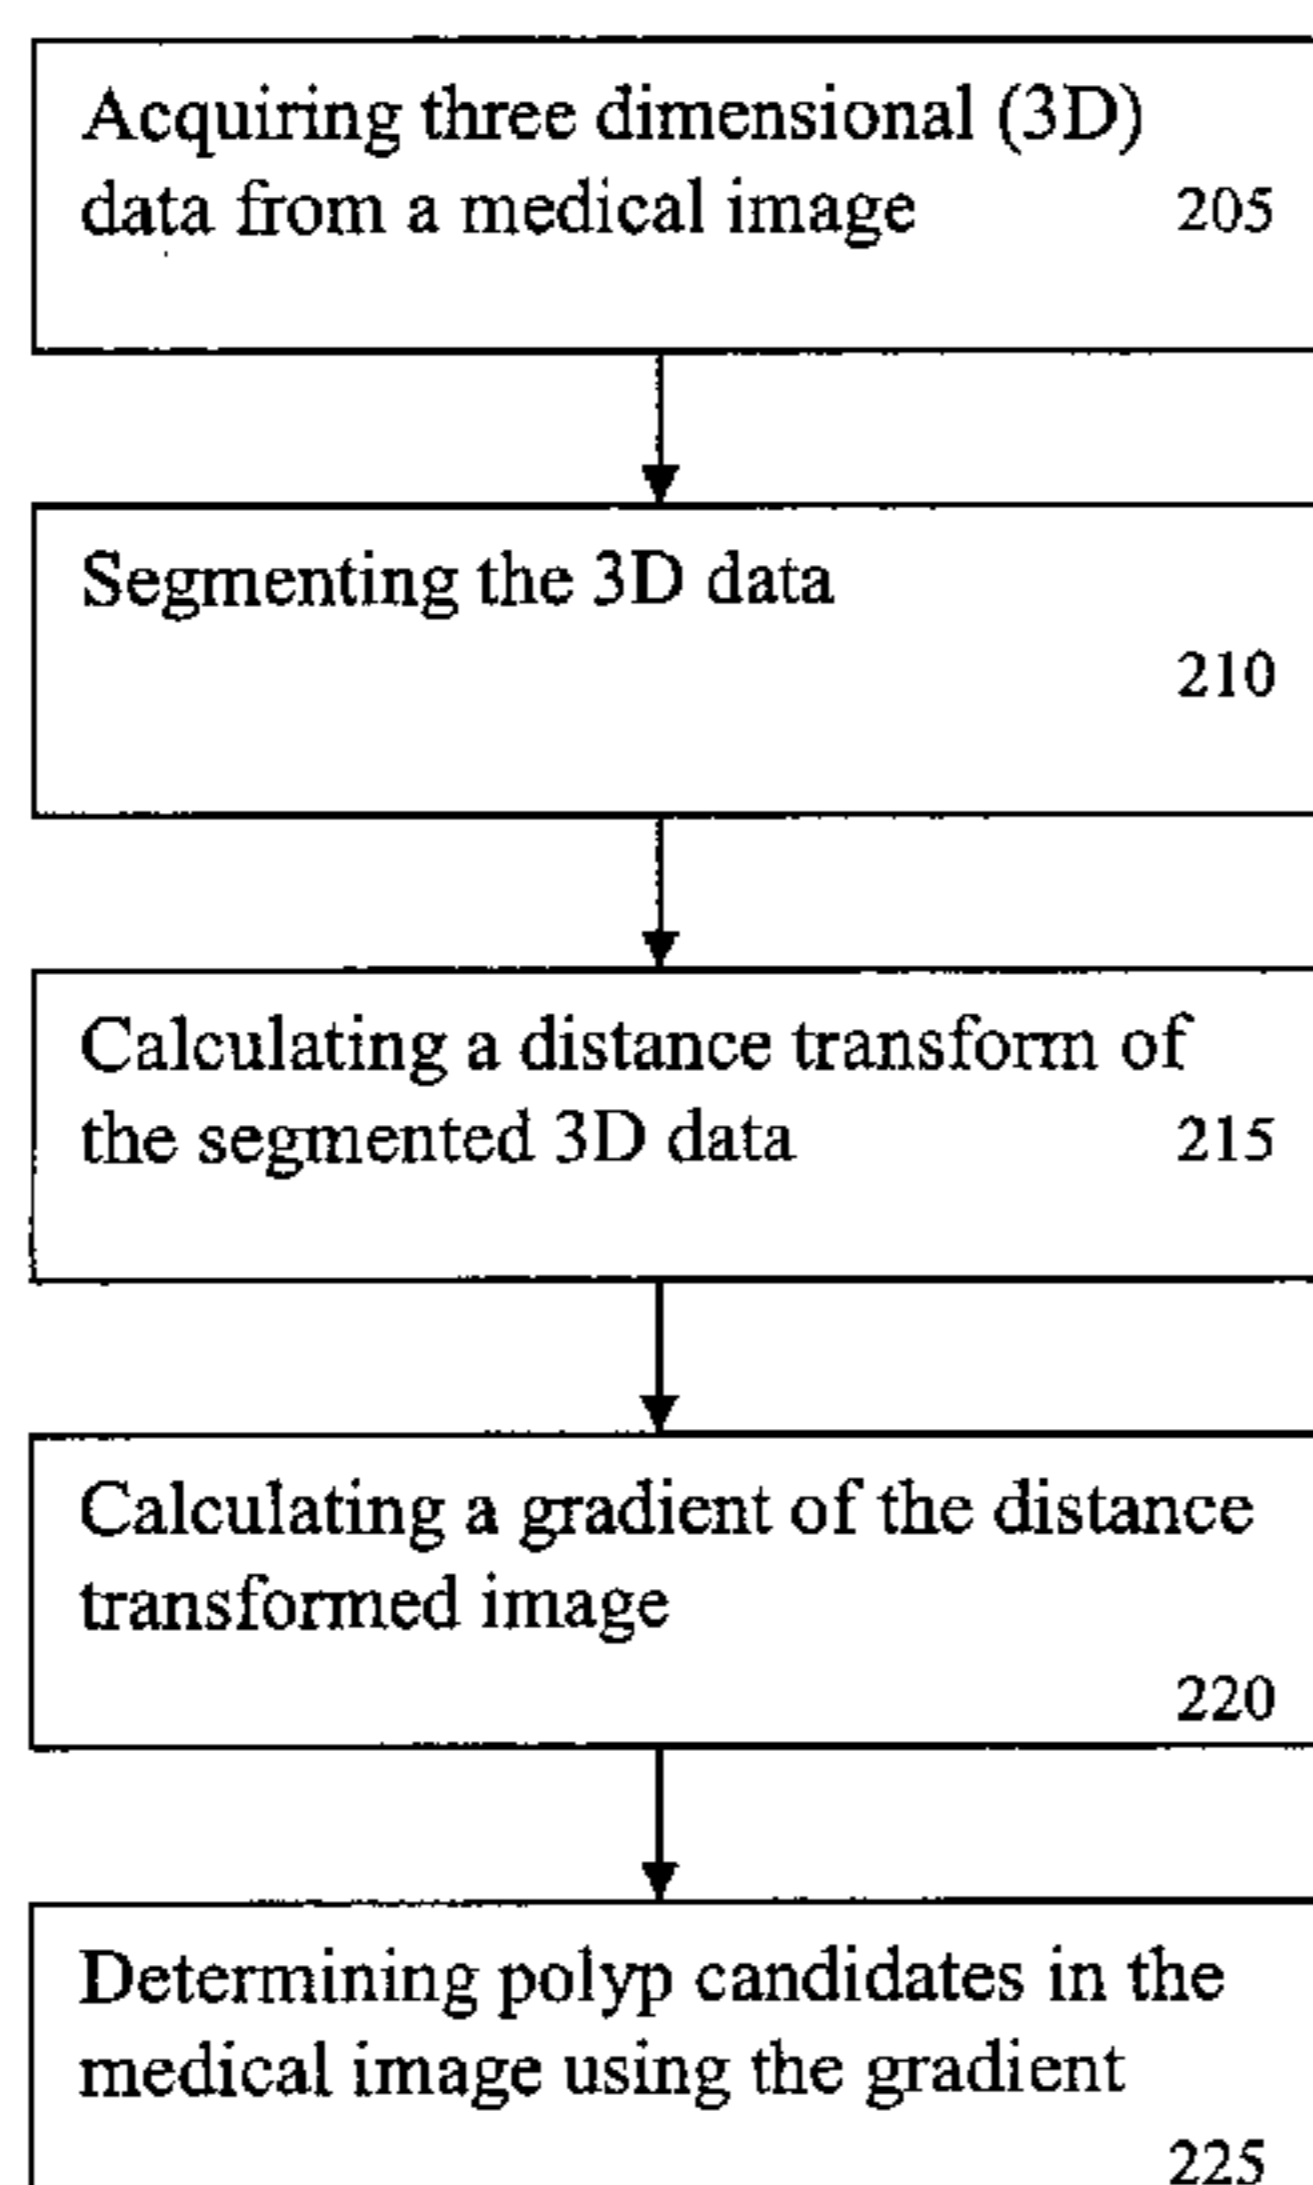 Acquiring three dimensional (3D)
data from a medical image 205
Segmenting the 3D data
210
Calculating a distance transform of
the segmented 3D data 215
Calculating a gradient of the distance
transformed image
220
Determining polyp candidates in the
medical image using the gradient
225